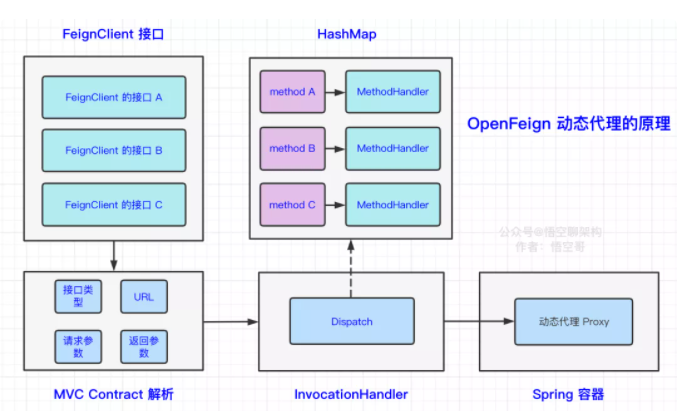 FeignClient 接口
HashMap
FeignClient 的接口 A
FeignClient 的接口 B
FeignClient 的接口 C
method A
MethodHandler
method B
MethodHandler
method C
MethodHandler
OpenFeign 动态代理的原理
公众号@悟空聊架构
作者：悟空哥
接口类
型
URL
请求参
数
返回参
数
Dispatch
动态代理 Proxy
MVC Contract 解析
InvocationHandler
Spring 容器